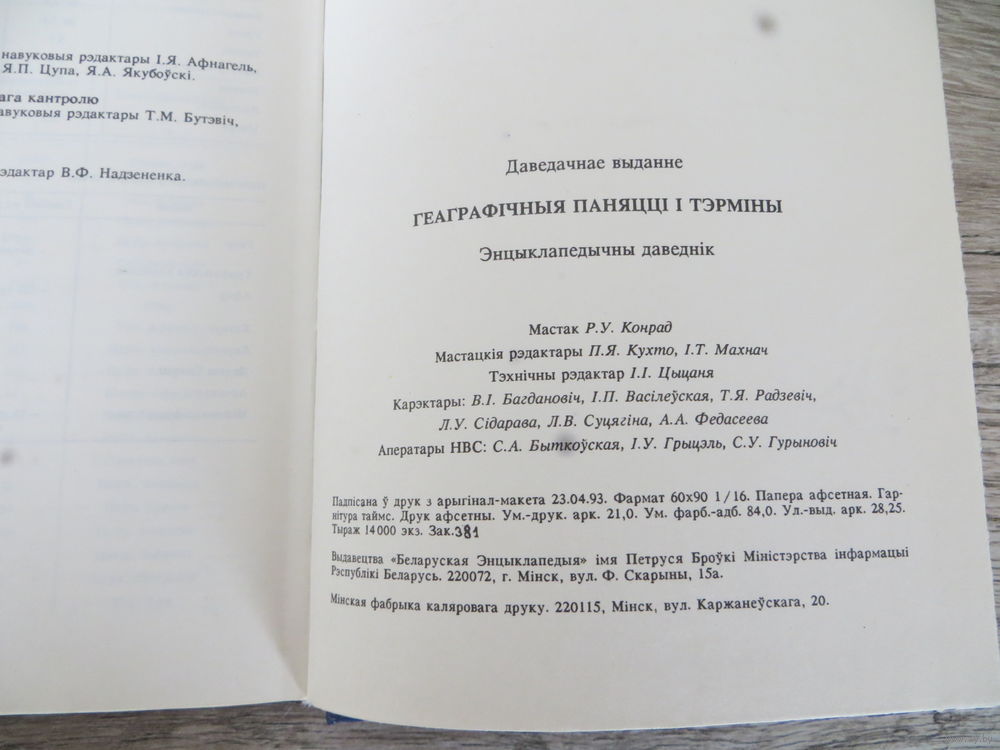 навуковыя рэдактары І.Я. Афнагель,
Я.П. Цупа, Я.А. Якубоўскі.
ага кантролю
авуковыя рэдактары Т.М. Бутэвіч,
эдактар В.Ф. Надзененка.
Даведачнае выданне
ГЕАГРАФІЧНЫЯ ПАНЯЦЦІ І ТЭРМІНЫ
Энцыклапедычны даведнік
Мастак Р.У. Конрад
Мастацкія рэдактары П.Я. Кухто, І.Т. Махнач
Тэхнічны рэдактар І.І. Цыцаня
Карэктары: В.І. Багдановіч, І.П. Васілеўская, Т.Я. Радзевіч,
Л.У. Сідарава, Л.В. Суцягіна, А.А. Федасеева
Аператары НВС: С.А. Быткоўская, І.У. Грыцэль, С.У. Гурыновіч
Падпісана ў друк з арыгінал-макета 23.04.93. Фармат 60х90 1/16. Папера афсетная. Гар-
нітура таймс. Друк афсетны. Ум.-друк. арк. 21,0. Ум. фарб.-адб. 84,0. Ул.-выд. арк. 28,25.
Тыраж 14000 экз. Зак.381
Выдавецтва «Беларуская Энцыклапедыя» імя Петруся Броўкі Міністэрства інфармацыі
Рэспублікі Беларусь. 220072, г. Мінск, вул. Ф. Скарыны, 15а.
Мінская фабрыка каляровага друку. 220115, Мінск, вул. Каржанеўскага, 20.